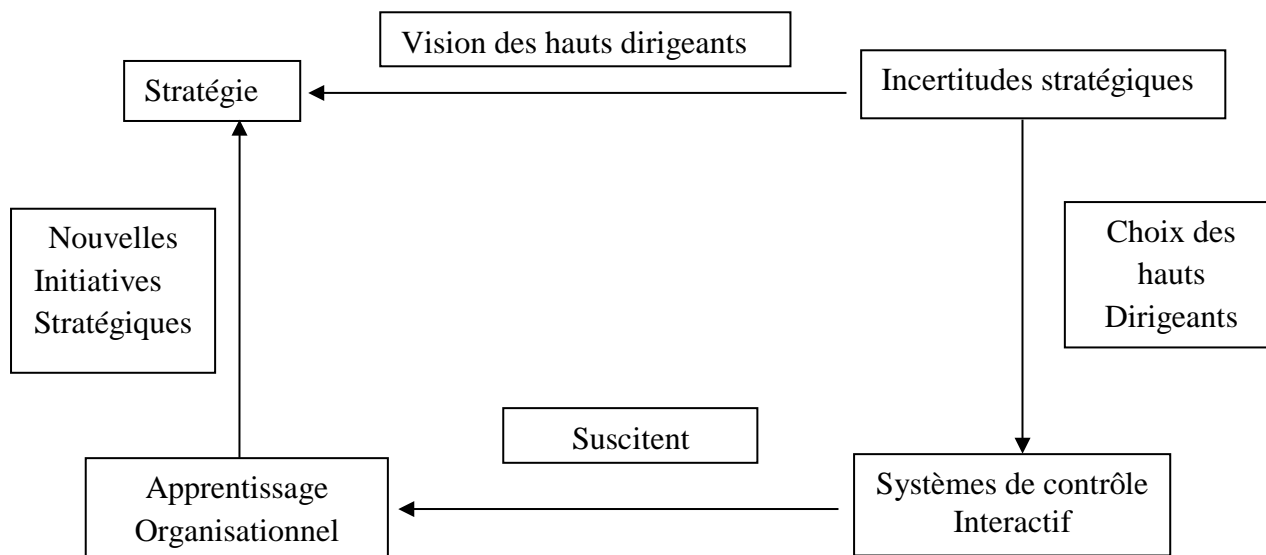 Vision des hauts dirigeants
Stratégie
Incertitudes stratégiques
Nouvelles
Initiatives
Stratégiques
Choix des
hauts
Dirigeants
Suscitent
Apprentissage
Organisationnel
Systèmes de contrôle
Interactif